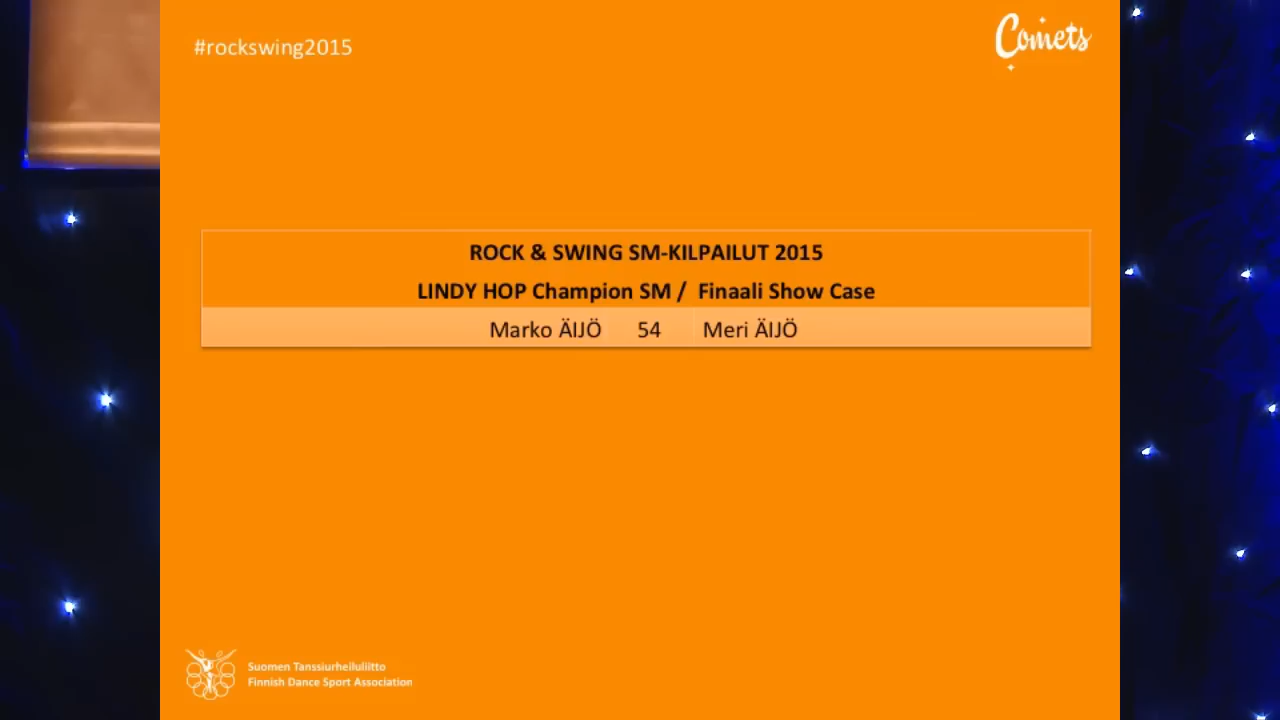 #rockswing2015
Comets
ROCK & SWING SM-KILPAILUT 2015
LINDY HOP Champion SM / Finaali Show Case
Marko ÄIJÖ 54 Meri ÄIJÖ
Suomen Tanssiurheiluliitto
Finnish Dance Sport Association